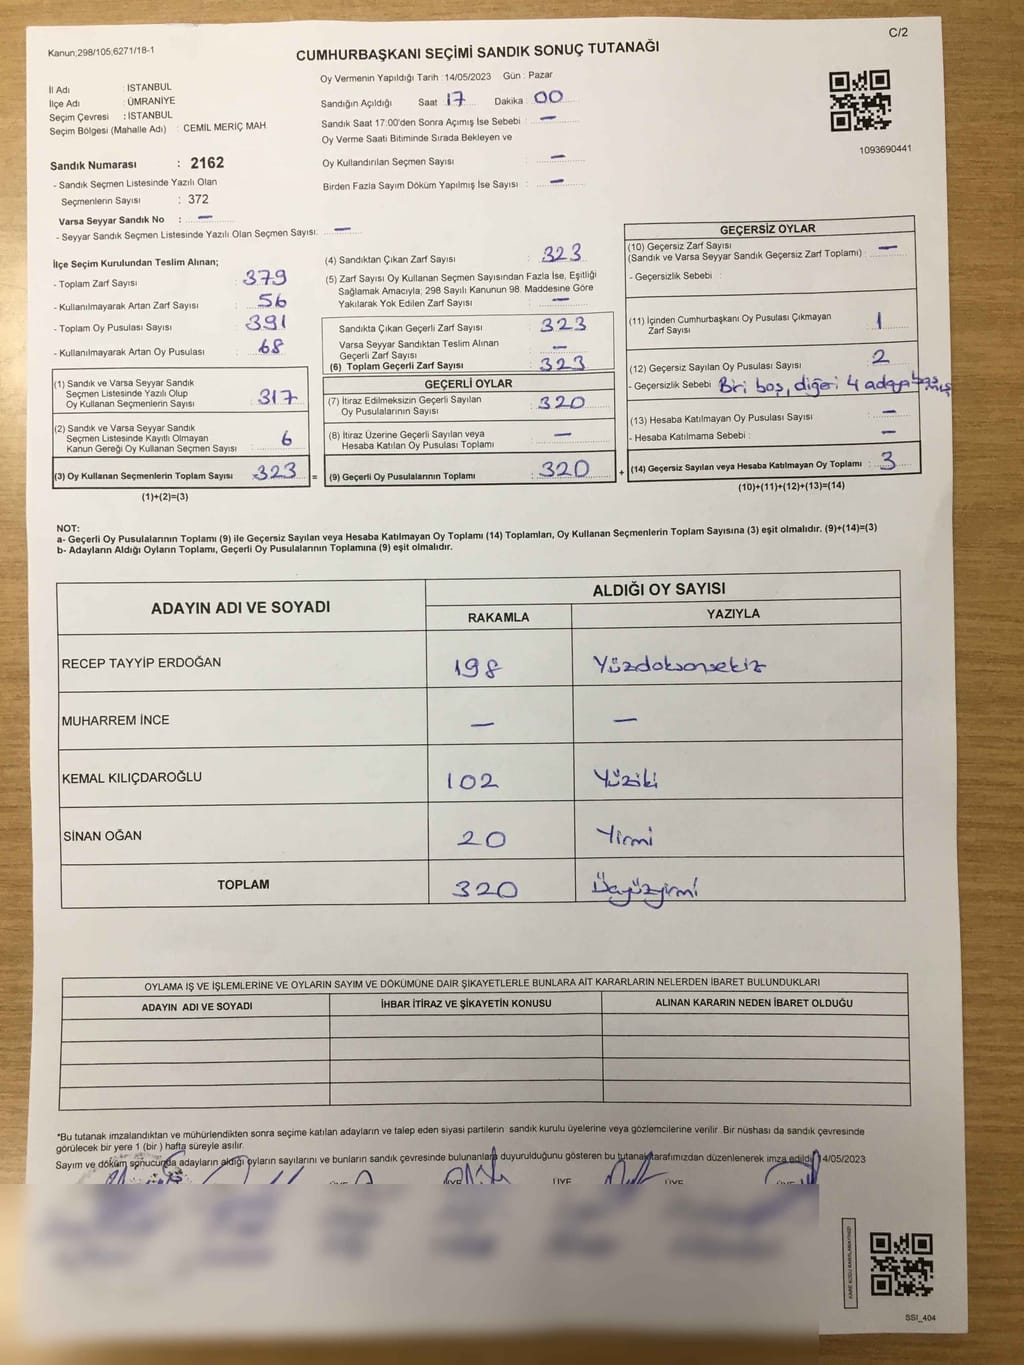 C/2
Kanun;298/105;6271/18-1
CUMHURBAŞKANI SEÇİMİ SANDIK SONUÇ TUTANAĞI
İl Adı : İSTANBUL
İlçe Adı : ÜMRANİYE
Seçim Çevresi : İSTANBUL
Seçim Bölgesi (Mahalle Adı) : CEMİL MERİÇ MAH.
Sandık Numarası : 2162
- Sandık Seçmen Listesinde Yazılı Olan
Seçmenlerin Sayısı : 372
Varsa Seyyar Sandık No : —
- Seyyar Sandık Seçmen Listesinde Yazılı Olan Seçmen Sayısı: —
Oy Vermenin Yapıldığı Tarih : 14/05/2023 Gün : Pazar
Sandığın Açıldığı Saat : 17 Dakika : 00
Sandık Saat 17:00'den Sonra Açımış İse Sebebi : —
Oy Verme Saati Bitiminde Sırada Bekleyen ve
Oy Kullandırılan Seçmen Sayısı : —
Birden Fazla Sayım Döküm Yapılmış İse Sayısı : —
1093690441
İlçe Seçim Kurulundan Teslim Alınan;
- Toplam Zarf Sayısı : 379
- Kullanılmayarak Artan Zarf Sayısı : 56
- Toplam Oy Pusulası Sayısı : 391
- Kullanılmayarak Artan Oy Pusulası : 68
(1) Sandık ve Varsa Seyyar Sandık
Seçmen Listesinde Yazılı Olup
Oy Kullanan Seçmenlerin Sayısı : 317
(2) Sandık ve Varsa Seyyar Sandık
Seçmen Listesinde Kayıtlı Olmayan
Kanun Gereği Oy Kullanan Seçmen Sayısı : 6
(3) Oy Kullanan Seçmenlerin Toplam Sayısı : 323 =
(1)+(2)=(3)
(4) Sandıktan Çıkan Zarf Sayısı : 323
(5) Zarf Sayısı Oy Kullanan Seçmen Sayısından Fazla İse, Eşitliği
Sağlamak Amacıyla, 298 Sayılı Kanunun 98. Maddesine Göre
Yakılarak Yok Edilen Zarf Sayısı : —
Sandıkta Çıkan Geçerli Zarf Sayısı : 323
Varsa Seyyar Sandıktan Teslim Alınan
Geçerli Zarf Sayısı : —
(6) Toplam Geçerli Zarf Sayısı : 323
GEÇERLİ OYLAR
(7) İtiraz Edilmeksizin Geçerli Sayılan
Oy Pusulalarının Sayısı : 320
(8) İtiraz Üzerine Geçerli Sayılan veya
Hesaba Katılan Oy Pusulası Toplamı : —
(9) Geçerli Oy Pusulalarının Toplamı : 320 +
GEÇERSİZ OYLAR
(10) Geçersiz Zarf Sayısı
(Sandık ve Varsa Seyyar Sandık Geçersiz Zarf Toplamı) : —
- Geçersizlik Sebebi :
(11) İçinden Cumhurbaşkanı Oy Pusulası Çıkmayan
Zarf Sayısı : 1
(12) Geçersiz Sayılan Oy Pusulası Sayısı : 2
- Geçersizlik Sebebi : Biri boş, diğeri 4 adaya basmış
(13) Hesaba Katılmayan Oy Pusulası Sayısı : —
- Hesaba Katılmama Sebebi : —
(14) Geçersiz Sayılan veya Hesaba Katılmayan Oy Toplamı : 3
(10)+(11)+(12)+(13)=(14)
NOT:
a- Geçerli Oy Pusulalarının Toplamı (9) ile Geçersiz Sayılan veya Hesaba Katılmayan Oy Toplamı (14) Toplamları, Oy Kullanan Seçmenlerin Toplam Sayısına (3) eşit olmalıdır. (9)+(14)=(3)
b- Adayların Aldığı Oyların Toplamı, Geçerli Oy Pusulalarının Toplamına (9) eşit olmalıdır.
ADAYIN ADI VE SOYADI
ALDIĞI OY SAYISI
RAKAMLA YAZIYLA
RECEP TAYYİP ERDOĞAN 198 Yüzdoksansekiz
MUHARREM İNCE — —
KEMAL KILIÇDAROĞLU 102 Yüziki
SİNAN OĞAN 20 Yirmi
TOPLAM 320 Üçyüzyirmi
OYLAMA İŞ VE İŞLEMLERİNE VE OYLARIN SAYIM VE DÖKÜMÜNE DAİR ŞİKAYETLERLE BUNLARA AİT KARARLARIN NELERDEN İBARET BULUNDUKLARI
ADAYIN ADI VE SOYADI İHBAR İTİRAZ VE ŞİKAYETİN KONUSU ALINAN KARARIN NEDEN İBARET OLDUĞU
*Bu tutanak imzalandıktan ve mühürlendikten sonra seçime katılan adayların ve talep eden siyasi partilerin sandık kurulu üyelerine veya gözlemcilerine verilir .Bir nüshası da sandık çevresinde
görülecek bir yere 1 (bir ) hafta süreyle asılır.
Sayım ve döküm sonucunda adayların aldığı oyların sayılarını ve bunların sandık çevresinde bulunanlara duyurulduğunu gösteren bu tutanak tarafımızdan düzenlenerek imza edildi. 14/05/2023
ÜYE ÜYE ÜYE
SSİ_404